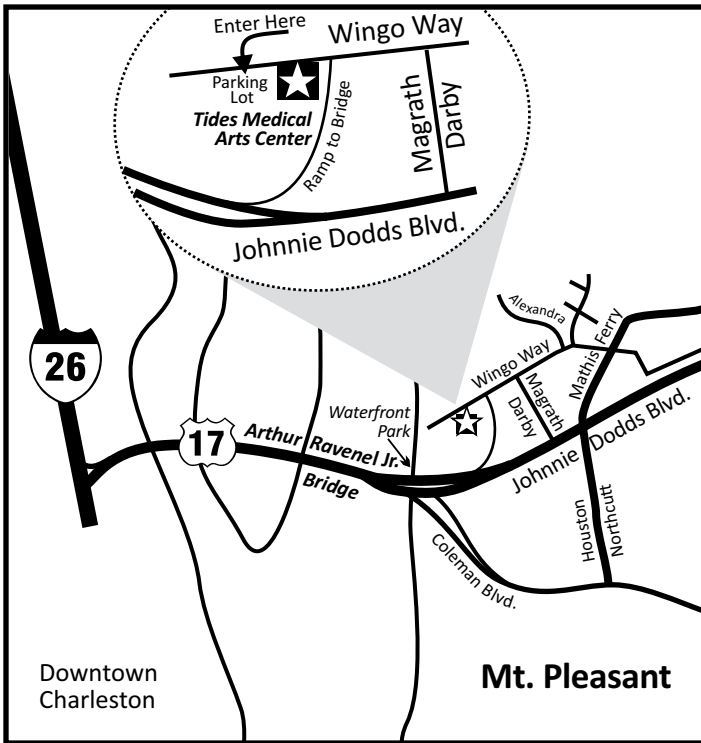 Enter Here
Wingo Way
Parking
Lot
Tides Medical
Arts Center
Ramp to Bridge
Magrath
Darby
Johnnie Dodds Blvd.
26
17
Arthur Ravenel Jr.
Bridge
Waterfront
Park
Alexandra
Wingo Way
Mathis Ferry
Magrath
Darby
Johnnie Dodds Blvd.
Houston
Northcutt
Coleman Blvd.
Downtown
Charleston
Mt. Pleasant